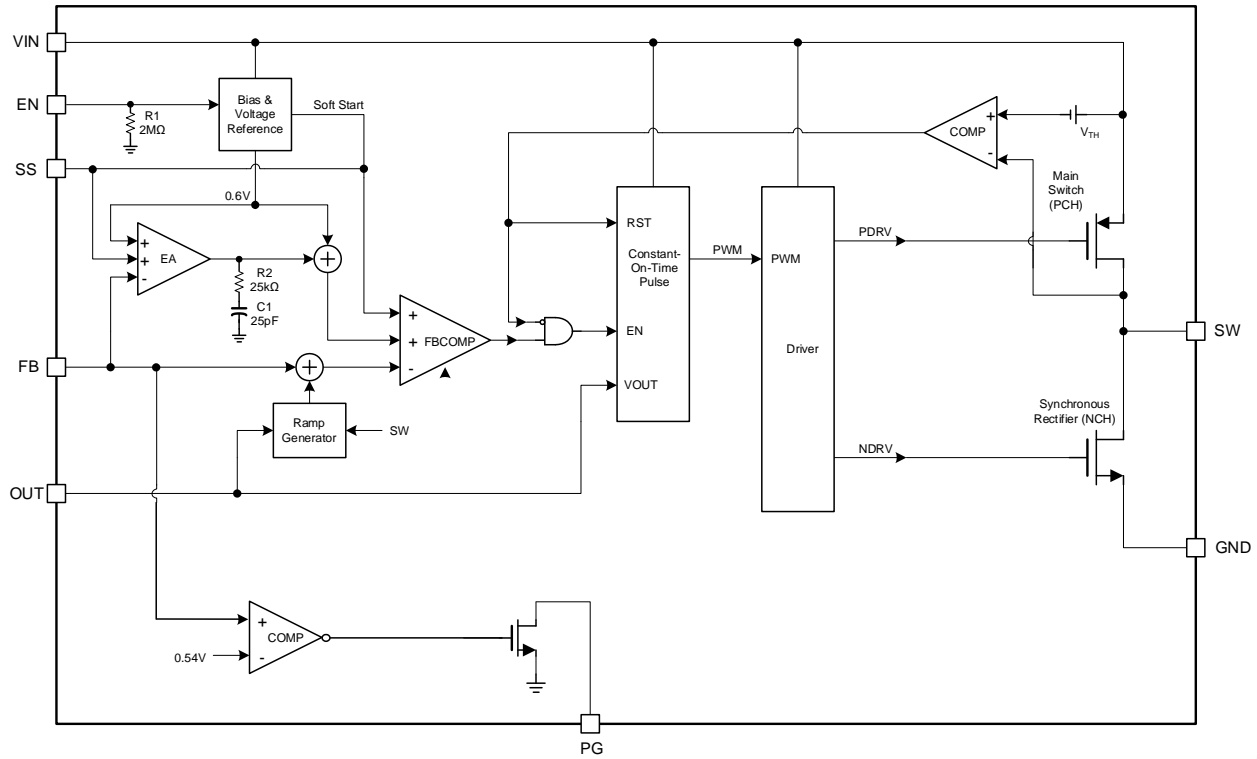 VIN
EN
R1
2MΩ
Bias &
Voltage
Reference
Soft Start
SS
0.6V
+
+
-
EA
R2
25kΩ
C1
25pF
+
+
-
FBCOMP
FB
Ramp
Generator
SW
OUT
RST
Constant-
On-Time
Pulse
EN
VOUT
PWM
PWM
Driver
COMP
+
-
VTH
Main
Switch
(PCH)
PDRV
SW
Synchronous
Rectifier (NCH)
NDRV
GND
+
-
COMP
0.54V
PG